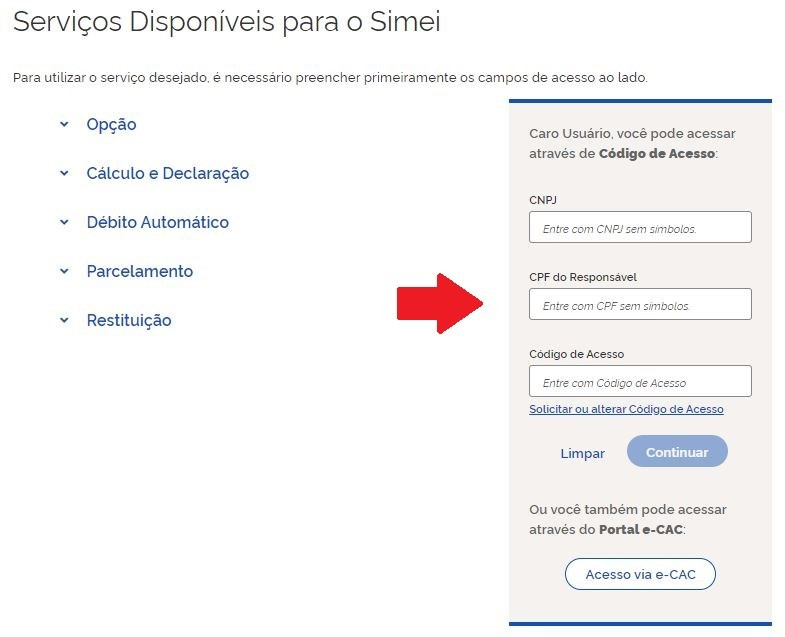 Serviços Disponíveis para o Simei
Para utilizar o serviço desejado, é necessário preencher primeiramente os campos de acesso ao lado.
Opção
Cálculo e Declaração
Débito Automático
Parcelamento
Restituição
Caro Usuário, você pode acessar
através de Código de Acesso:
CNPJ
Entre com CNPJ sem símbolos.
CPF do Responsável
Entre com CPF sem símbolos.
Código de Acesso
Entre com Código de Acesso
Solicitar ou alterar Código de Acesso
Limpar
Continuar
Ou você também pode acessar
através do Portal e-CAC:
Acesso via e-CAC